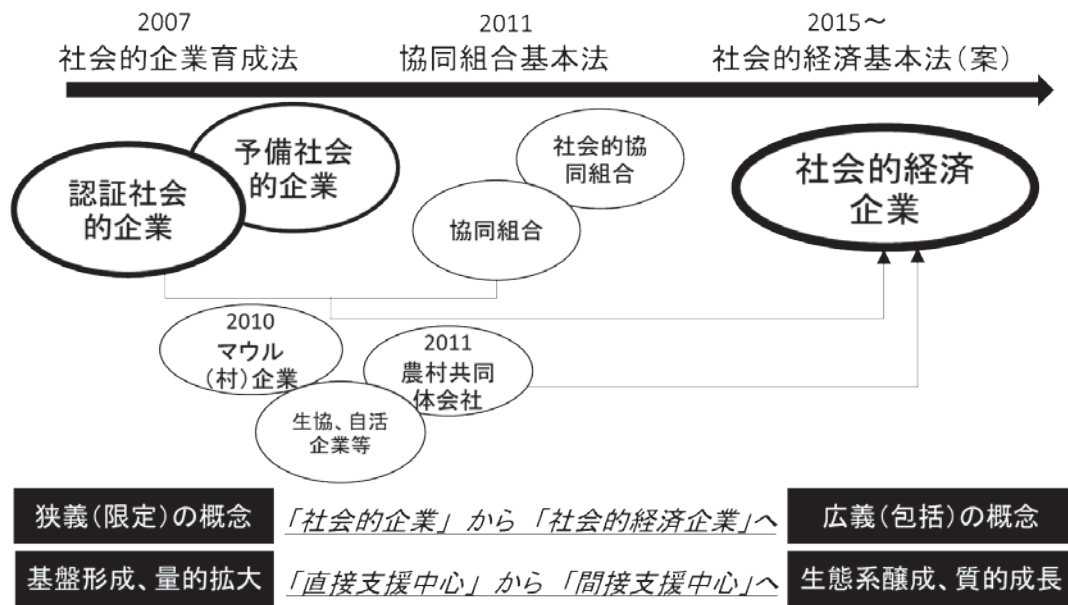 2007
社会的企業育成法
2011
協同組合基本法
2015～
社会的経済基本法(案)
予備社会
的企業
認証社会
的企業
社会的協
同組合
協同組合
社会的経済
企業
2010
マウル
(村)企業
2011
農村共同
体会社
生協、自活
企業等
狭義(限定)の概念
「社会的企業」から「社会的経済企業」へ
広義(包括)の概念
基盤形成、量的拡大
「直接支援中心」から「間接支援中心」へ
生態系醸成、質的成長